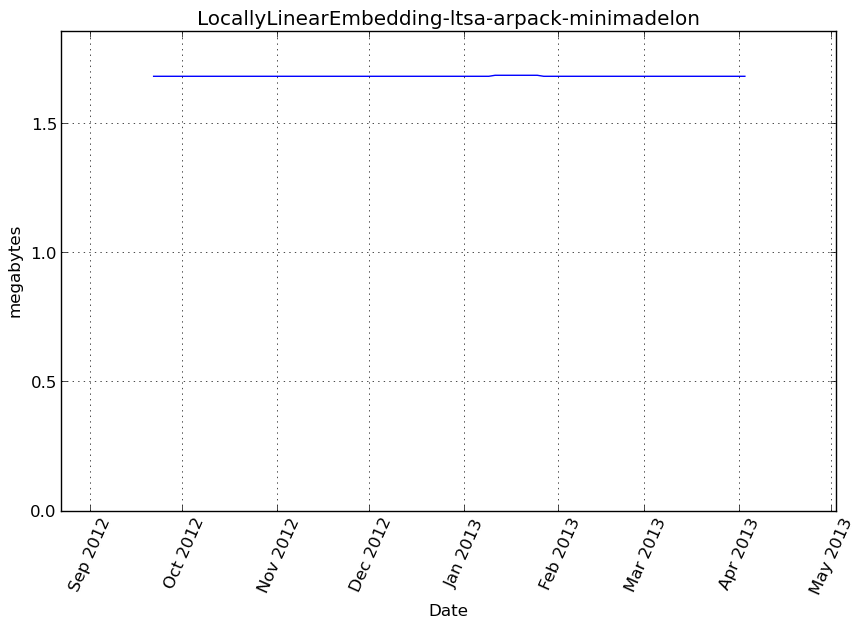 LocallyLinearEmbedding-ltsa-arpack-minimadelon
megabytes
1.5
1.0
0.5
0.0
Sep 2012
Oct 2012
Nov 2012
Dec 2012
Jan 2013
Feb 2013
Mar 2013
Apr 2013
May 2013
Date